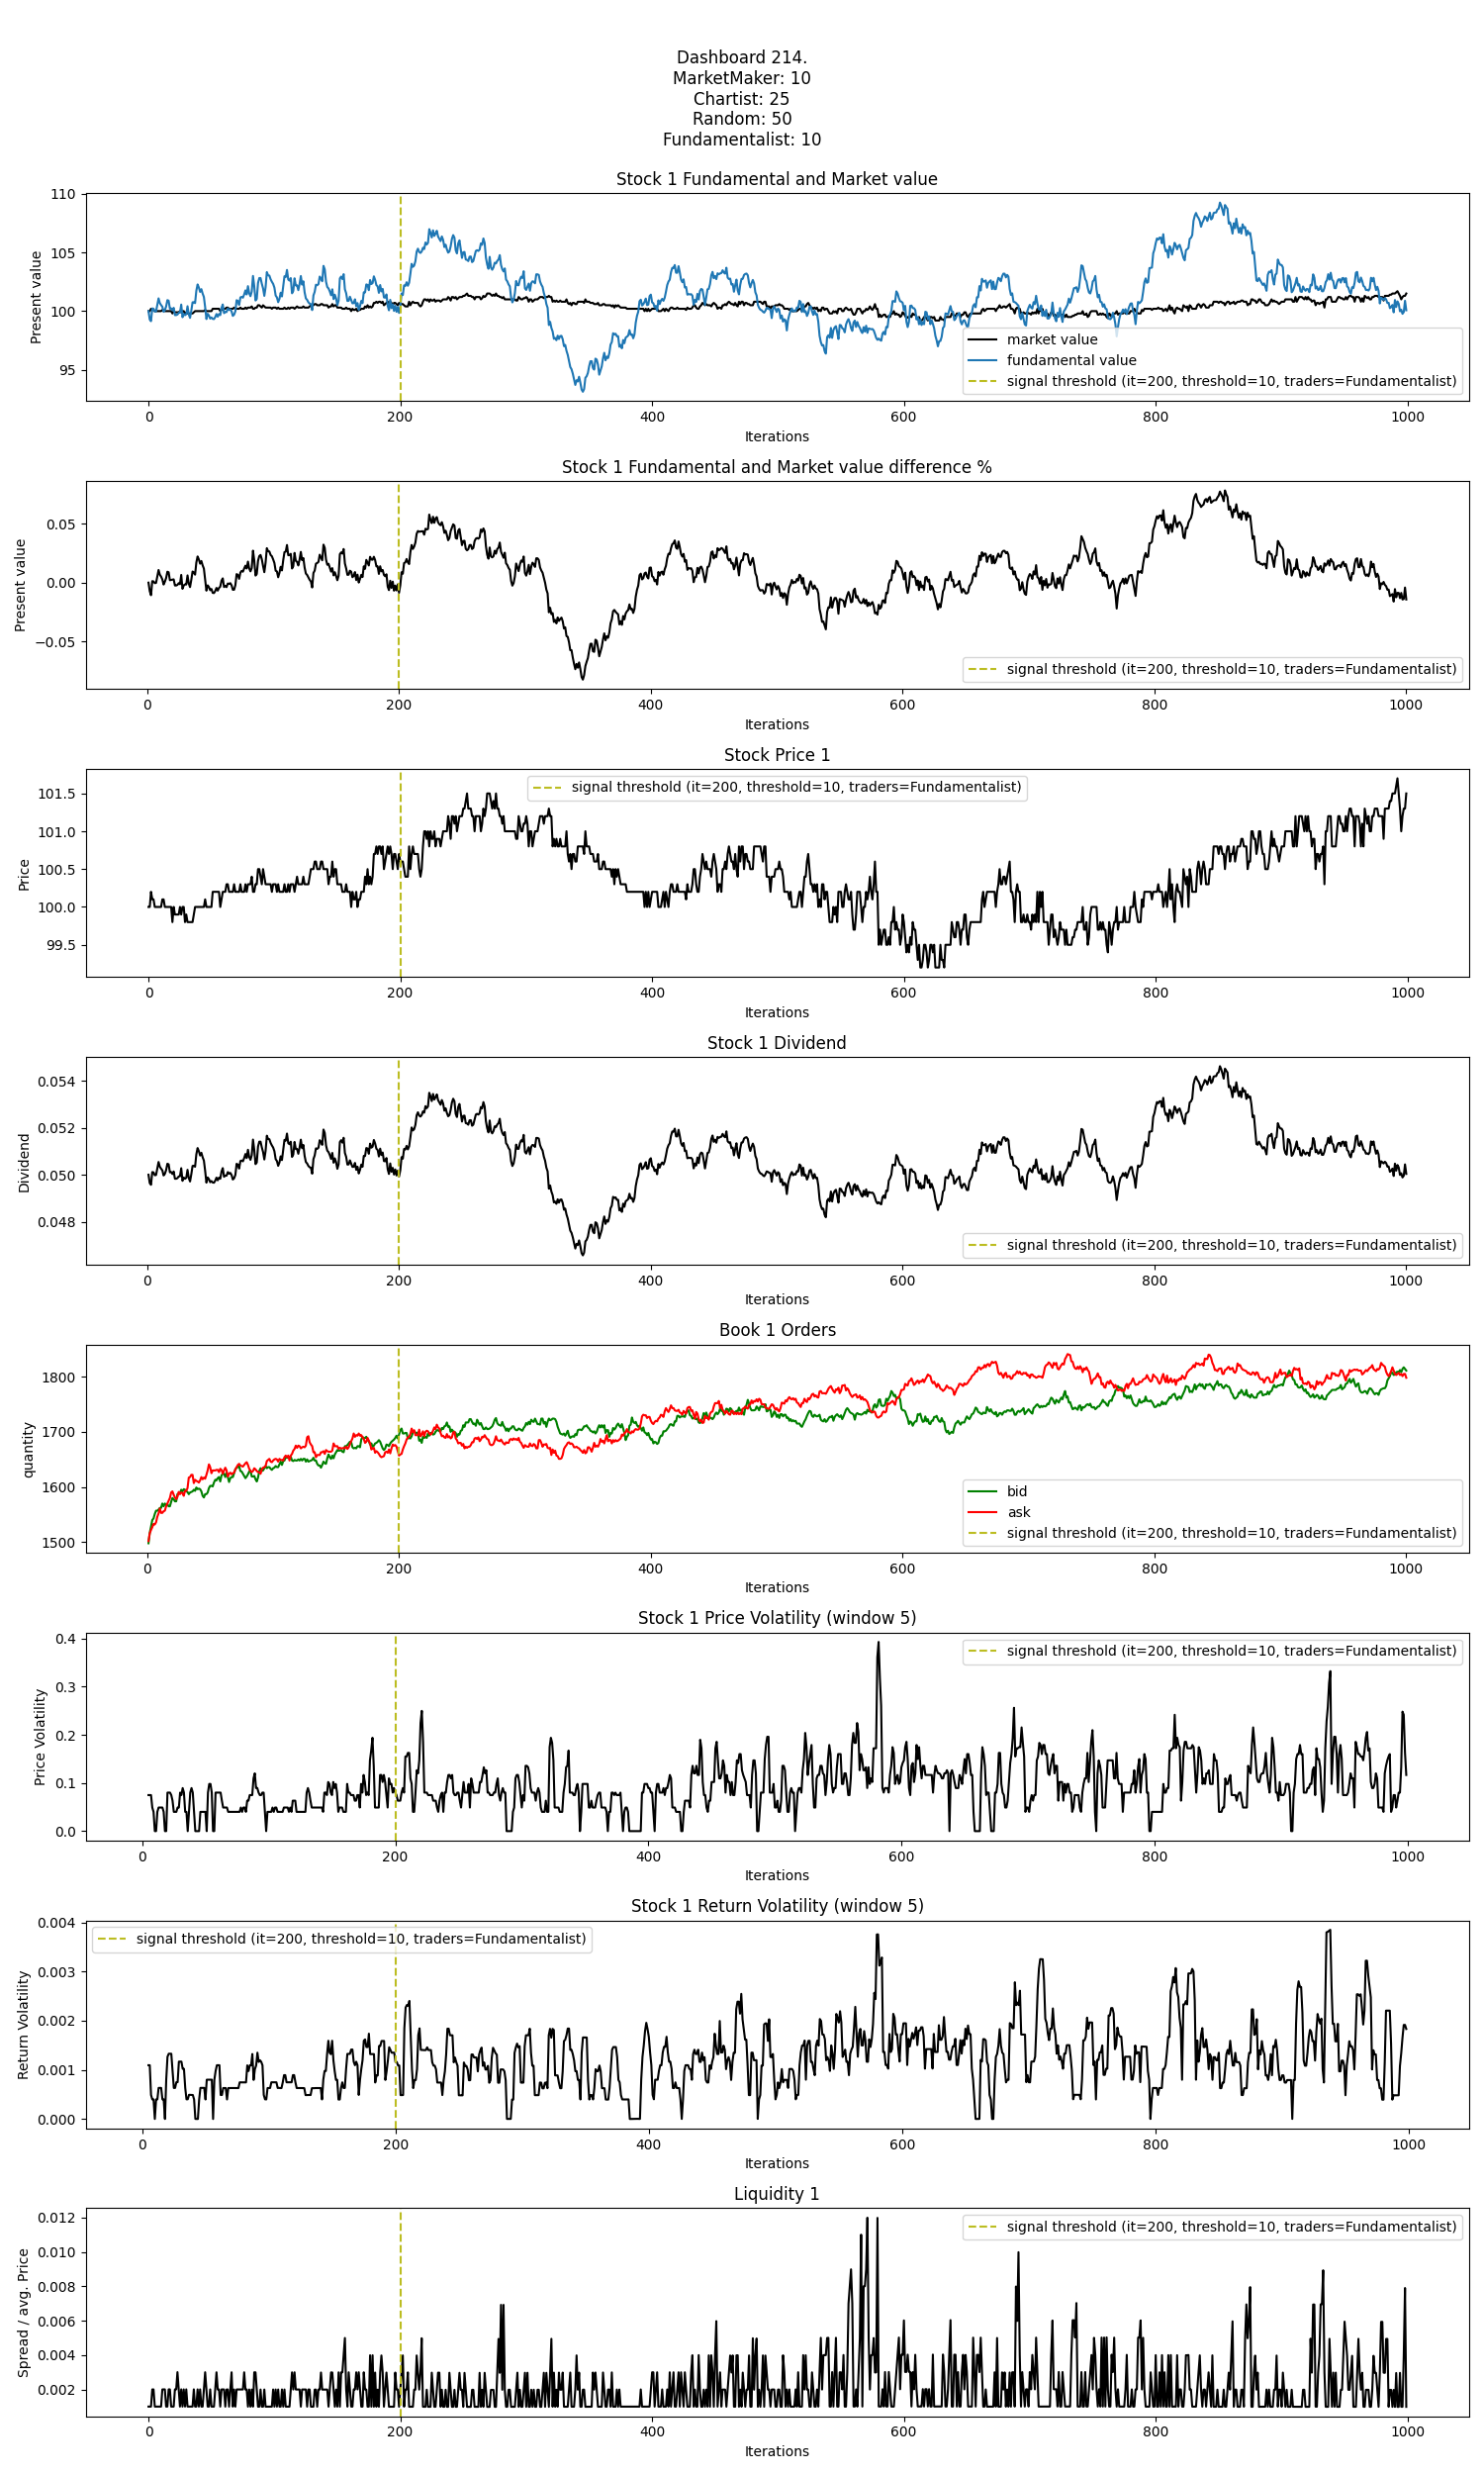 Dashboard 214.
MarketMaker: 10
Chartist: 25
Random: 50
Fundamentalist: 10
Stock 1 Fundamental and Market value
110
105
100
95
Present value
market value
fundamental value
signal threshold (it=200, threshold=10, traders=Fundamentalist)
0 200 400 600 800 1000
Iterations
Stock 1 Fundamental and Market value difference %
0.05
0.00
−0.05
Present value
signal threshold (it=200, threshold=10, traders=Fundamentalist)
0 200 400 600 800 1000
Iterations
Stock Price 1
signal threshold (it=200, threshold=10, traders=Fundamentalist)
101.5
101.0
100.5
100.0
99.5
Price
0 200 400 600 800 1000
Iterations
Stock 1 Dividend
0.054
0.052
0.050
0.048
Dividend
signal threshold (it=200, threshold=10, traders=Fundamentalist)
0 200 400 600 800 1000
Iterations
Book 1 Orders
1800
1700
1600
1500
quantity
bid
ask
signal threshold (it=200, threshold=10, traders=Fundamentalist)
0 200 400 600 800 1000
Iterations
Stock 1 Price Volatility (window 5)
signal threshold (it=200, threshold=10, traders=Fundamentalist)
0.4
0.3
0.2
0.1
0.0
Price Volatility
0 200 400 600 800 1000
Iterations
Stock 1 Return Volatility (window 5)
signal threshold (it=200, threshold=10, traders=Fundamentalist)
0.004
0.003
0.002
0.001
0.000
Return Volatility
0 200 400 600 800 1000
Iterations
Liquidity 1
signal threshold (it=200, threshold=10, traders=Fundamentalist)
0.012
0.010
0.008
0.006
0.004
0.002
Spread / avg. Price
0 200 400 600 800 1000
Iterations